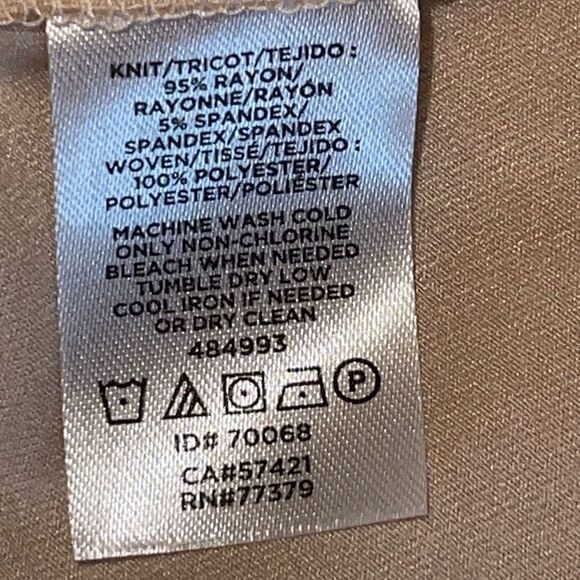 KNIT/TRICOT/TEJIDO :
95% RAYON/
RAYONNE/RAYÓN
5% SPANDEX/
SPANDEX/SPANDEX
WOVEN/TISSÉ/TEJIDO :
100% POLYESTER/
POLYESTER/POLIÉSTER
MACHINE WASH COLD
ONLY NON-CHLORINE
BLEACH WHEN NEEDED
TUMBLE DRY LOW
COOL IRON IF NEEDED
OR DRY CLEAN
484993
P
ID# 70068
CA#57421
RN#77379